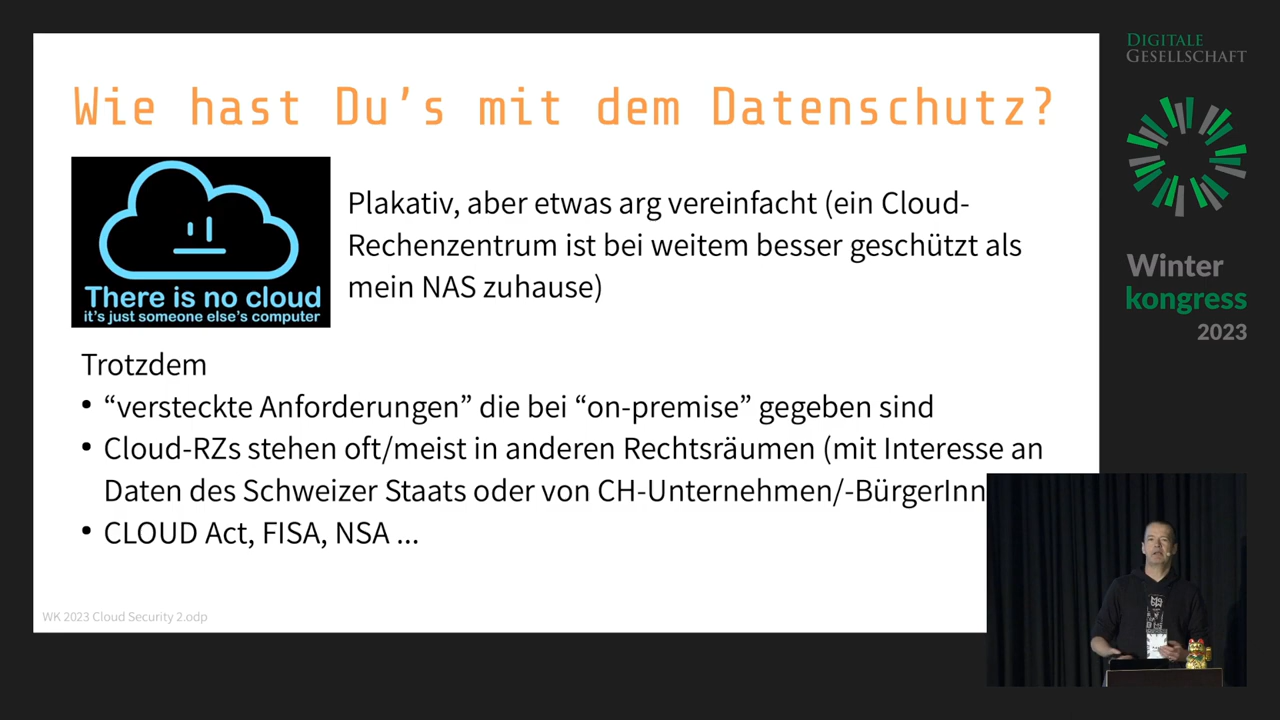 Wie hast Du’s mit dem Datenschutz?
There is no cloud
it's just someone else's computer
Plakativ, aber etwas arg vereinfacht (ein Cloud-
Rechenzentrum ist bei weitem besser geschützt als
mein NAS zuhause)
Trotzdem
• “versteckte Anforderungen” die bei “on-premise” gegeben sind
• Cloud-RZs stehen oft/meist in anderen Rechtsräumen (mit Interesse an
Daten des Schweizer Staats oder von CH-Unternehmen/-BürgerInn
• CLOUD Act, FISA, NSA ...
WK 2023 Cloud Security 2.odp
DIGITALE
GESELLSCHAFT
Winter
kongress
2023